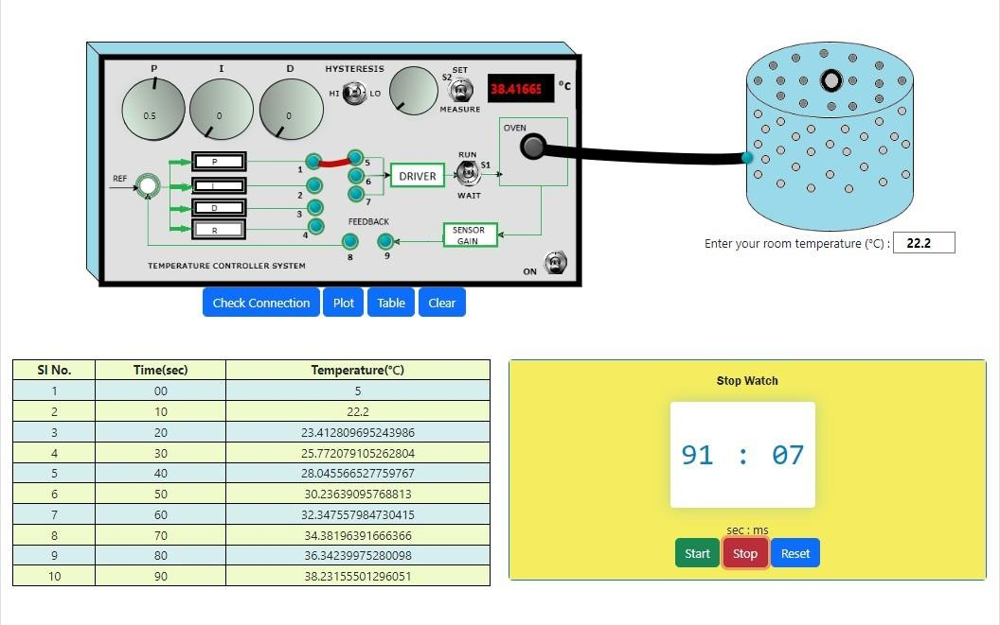 P I D HYSTERESIS SET
S2
HI LO
38.41665 °C
MEASURE
0.5 0 0
OVEN
RUN
S1
P 1 5
REF I 2 6 DRIVER
WAIT
D 3 7
R 4 FEEDBACK SENSOR
GAIN
8 9
TEMPERATURE CONTROLLER SYSTEM ON
Enter your room temperature (°C) : 22.2
Check Connection Plot Table Clear
Sl No. Time(sec) Temperature(°C)
1 00 5
2 10 22.2
3 20 23.412809695243986
4 30 25.772079105262804
5 40 28.045566527759767
6 50 30.23639095768813
7 60 32.347557984730415
8 70 34.38196391666366
9 80 36.34239975280098
10 90 38.23155501296051
Stop Watch
91 : 07
sec : ms
Start Stop Reset